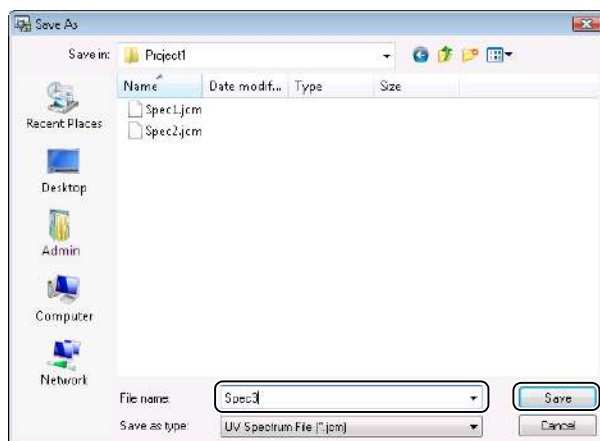 Save As
Save in: Project1
Name Date modif... Type Size
Spec1.jcm
Spec2.jcm
Recent Places
Desktop
Admin
Computer
Network
File name: Spec3 Save
Save as type: UV Spectrum File (*.jcm) Cancel